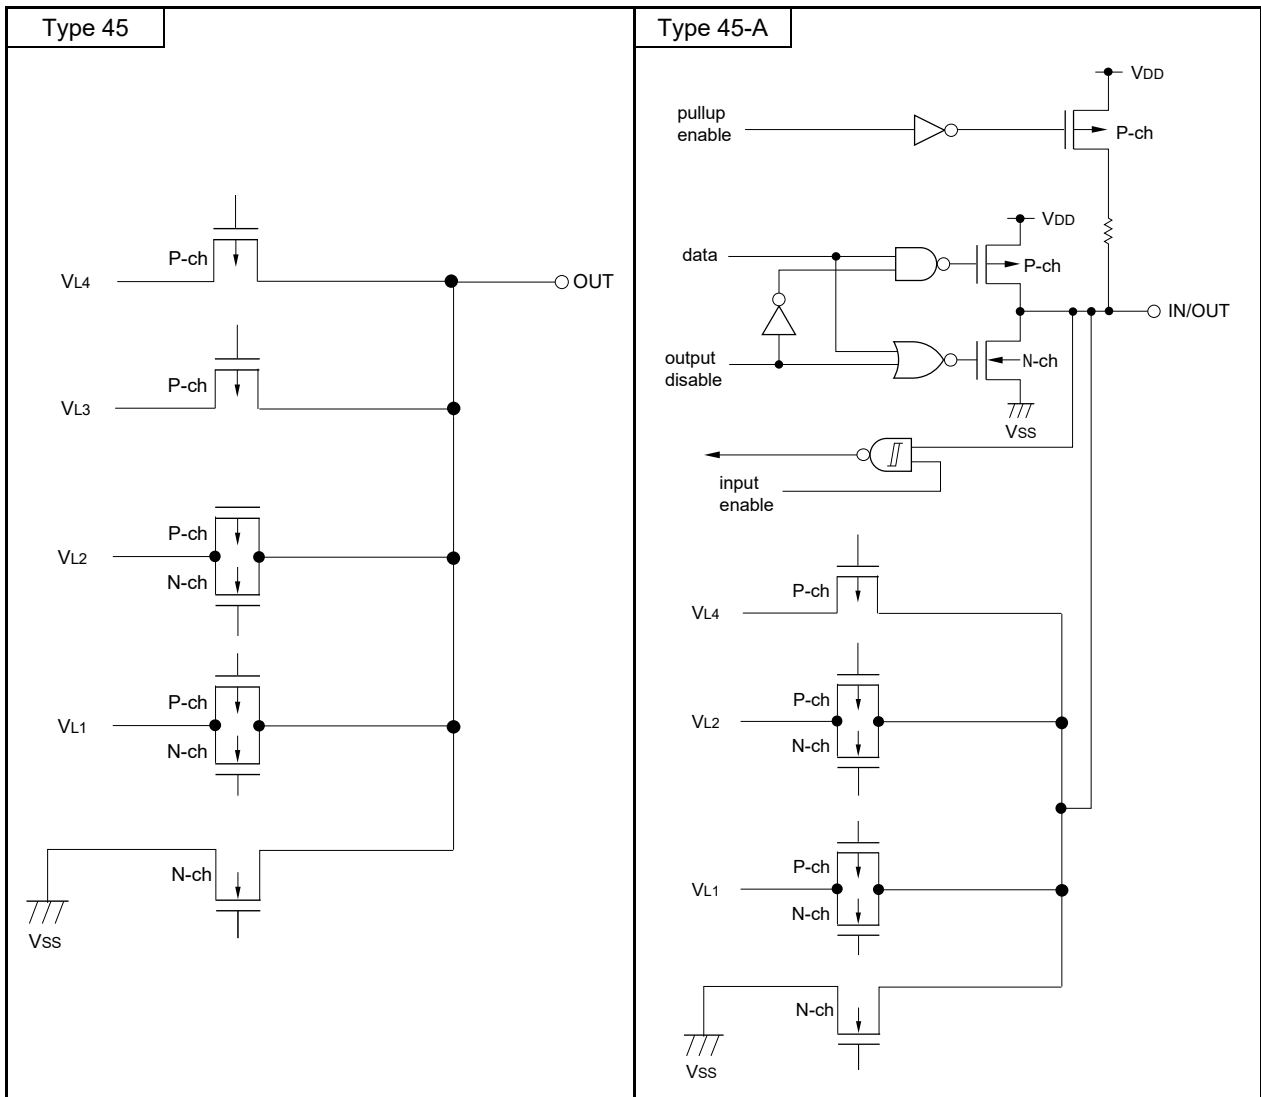 Type 45
P-ch
VL4
OUT
P-ch
VL3
P-ch
VL2
N-ch
P-ch
VL1
N-ch
N-ch
VSS
Type 45-A
VDD
pullup
enable
P-ch
VDD
data
P-ch
IN/OUT
output
disable
N-ch
VSS
input
enable
P-ch
VL4
P-ch
VL2
N-ch
P-ch
VL1
N-ch
N-ch
VSS